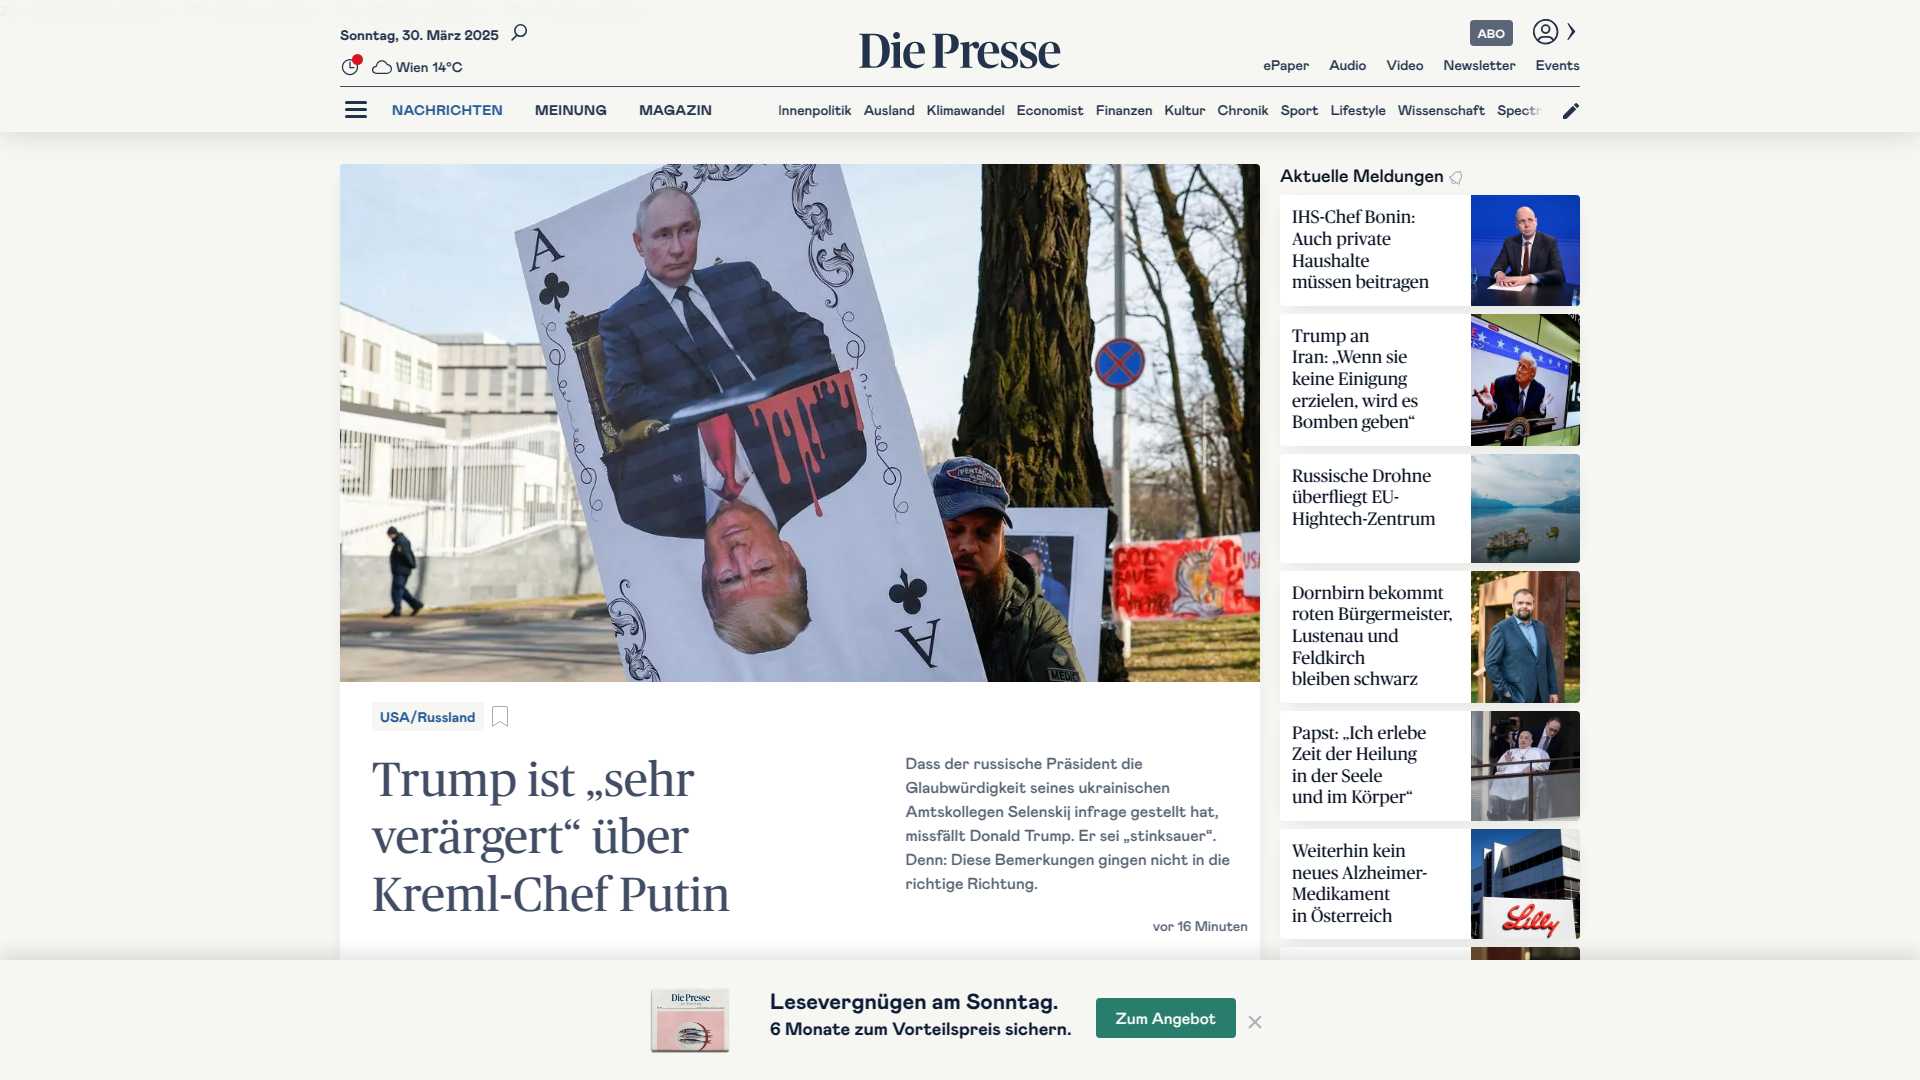 Sonntag, 30. März 2025
Wien 14°C
Die Presse
ABO
ePaper Audio Video Newsletter Events
NACHRICHTEN MEINUNG MAGAZIN
Innenpolitik Ausland Klimawandel Economist Finanzen Kultur Chronik Sport Lifestyle Wissenschaft
A
PENTAGON
A
MEDIC
USA/Russland
Trump ist „sehr
verärgert“ über
Kreml-Chef Putin
Dass der russische Präsident die
Glaubwürdigkeit seines ukrainischen
Amtskollegen Selenskij infrage gestellt hat,
missfällt Donald Trump. Er sei „stinksauer“.
Denn: Diese Bemerkungen gingen nicht in die
richtige Richtung.
vor 16 Minuten
Aktuelle Meldungen
IHS-Chef Bonin:
Auch private
Haushalte
müssen beitragen
Trump an
Iran: „Wenn sie
keine Einigung
erzielen, wird es
Bomben geben“
Russische Drohne
überfliegt EU-
Hightech-Zentrum
Dornbirn bekommt
roten Bürgermeister,
Lustenau und
Feldkirch
bleiben schwarz
Papst: „Ich erlebe
Zeit der Heilung
in der Seele
und im Körper“
Weiterhin kein
neues Alzheimer-
Medikament
in Österreich
Lilly
Die Presse
Lesevergnügen am Sonntag.
6 Monate zum Vorteilspreis sichern.
Zum Angebot